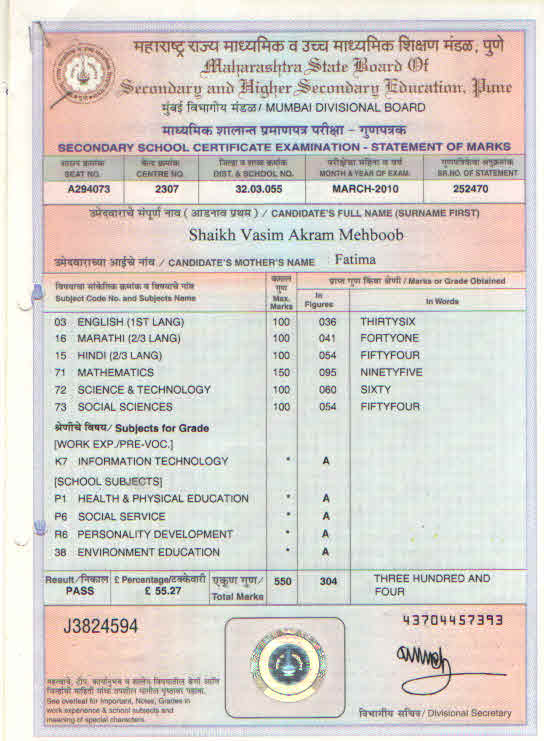 महाराष्ट्र राज्य माध्यमिक व उच्च माध्यमिक शिक्षण मंडळ, पुणे
Maharashtra State Board Of
Secondary and Higher Secondary Education, Pune
मुंबई विभागीय मंडळ/ MUMBAI DIVISIONAL BOARD
माध्यमिक शालान्त प्रमाणपत्र परीक्षा - गुणपत्रक
SECONDARY SCHOOL CERTIFICATE EXAMINATION - STATEMENT OF MARKS
आसन क्रमांक केन्द्र क्रमांक जिल्हा व शाळा क्रमांक परीक्षेचा महिना व वर्ष गुणपत्रिकेचा अनुक्रमांक
SEAT NO. CENTRE NO. DIST. & SCHOOL NO. MONTH & YEAR OF EXAM. SR.NO. OF STATEMENT
A294073 2307 32.03.055 MARCH-2010 252470
उमेदवाराचे संपूर्ण नाव ( आडनाव प्रथम ) / CANDIDATE'S FULL NAME (SURNAME FIRST)
Shaikh Vasim Akram Mehboob
उमेदवाराच्या आईचे नांव / CANDIDATE'S MOTHER'S NAME Fatima
विषयाचा सांकेतिक क्रमांक व विषयाचे नांव
Subject Code No. and Subjects Name
कमाल
गुण
Max.
Marks
प्राप्त गुण किंवा श्रेणी / Marks or Grade Obtained
In
Figures
In Words
03 ENGLISH (1ST LANG) 100 036 THIRTYSIX
16 MARATHI (2/3 LANG) 100 041 FORTYONE
15 HINDI (2/3 LANG) 100 054 FIFTYFOUR
71 MATHEMATICS 150 095 NINETYFIVE
72 SCIENCE & TECHNOLOGY 100 060 SIXTY
73 SOCIAL SCIENCES 100 054 FIFTYFOUR
श्रेणीचे विषय/ Subjects for Grade
[WORK EXP./PRE-VOC.]
K7 INFORMATION TECHNOLOGY * A
[SCHOOL SUBJECTS]
P1 HEALTH & PHYSICAL EDUCATION * A
P6 SOCIAL SERVICE * A
R6 PERSONALITY DEVELOPMENT * A
38 ENVIRONMENT EDUCATION * A
Result/निकाल £ Percentage/टक्केवारी एकूण गुण/ 550 304 THREE HUNDRED AND
PASS £ 55.27 Total Marks FOUR
J3824594
43704457393
See overleaf for Important, Notes, Grades in
work experience & school subjects and
meaning of special characters.
विभागीय सचिव/ Divisional Secretary